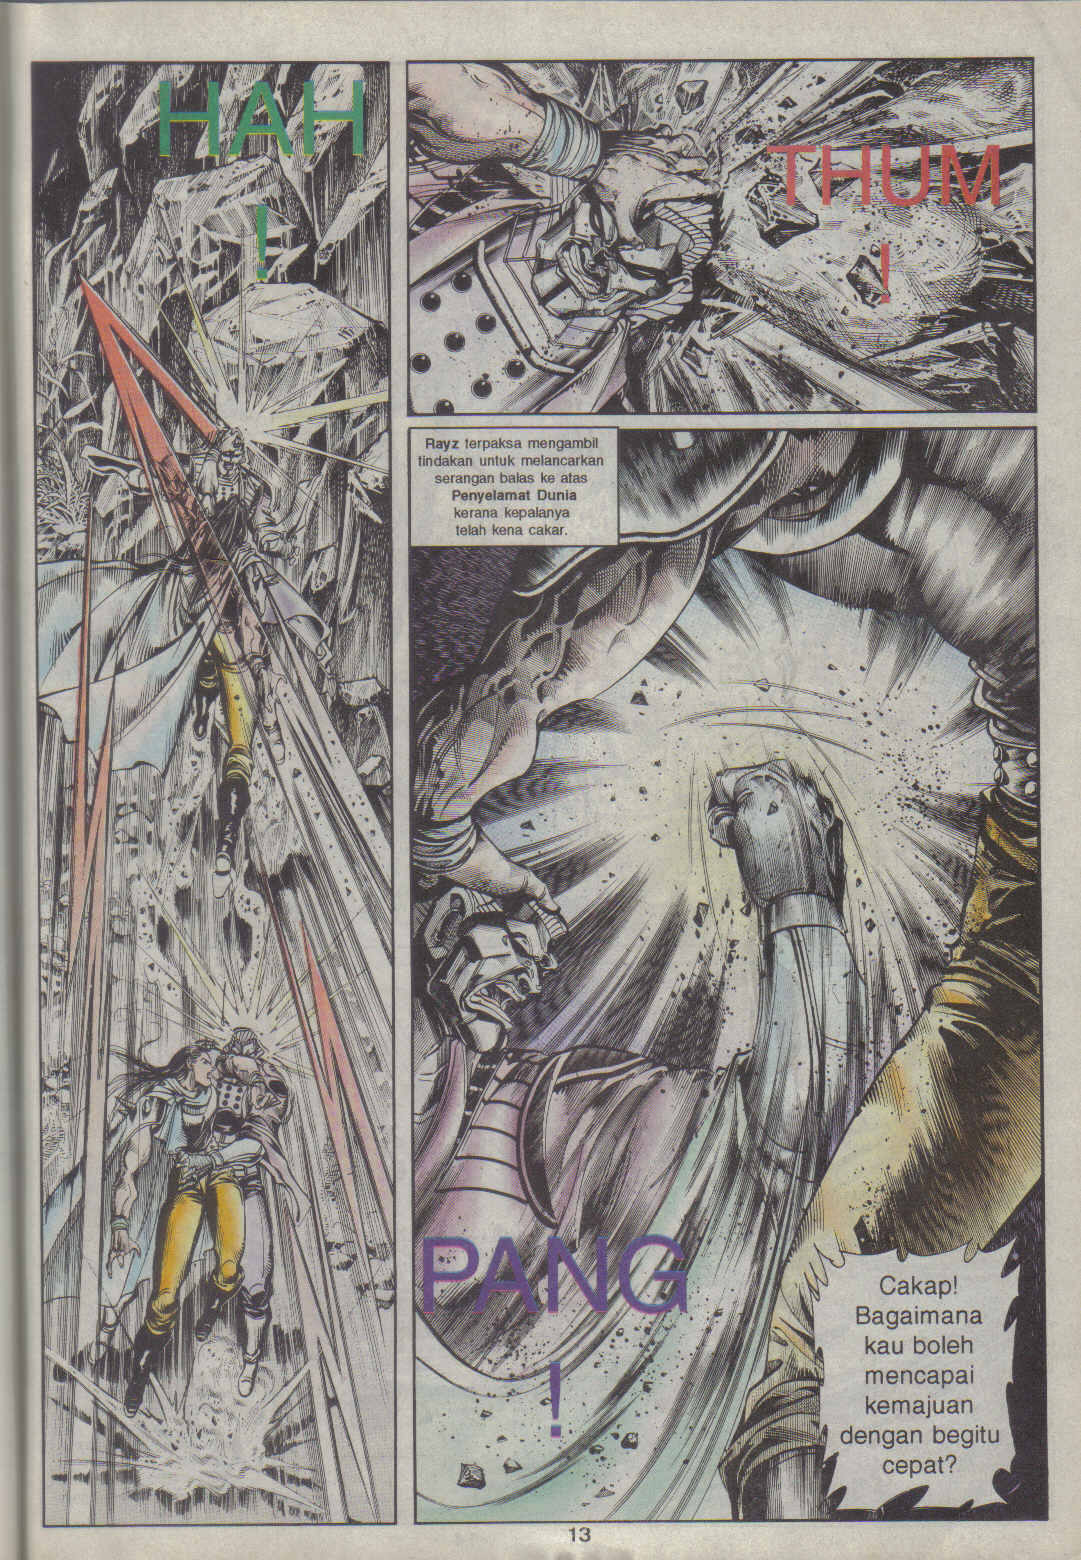 HAH
!
THUM
!
Rayz terpaksa mengambil
tindakan untuk melancarkan
serangan balas ke atas
Penyelamat Dunia
kerana kepalanya
telah kena cakar.
PANG
!
Cakap!
Bagaimana
kau boleh
mencapai
kemajuan
dengan begitu
cepat?
13